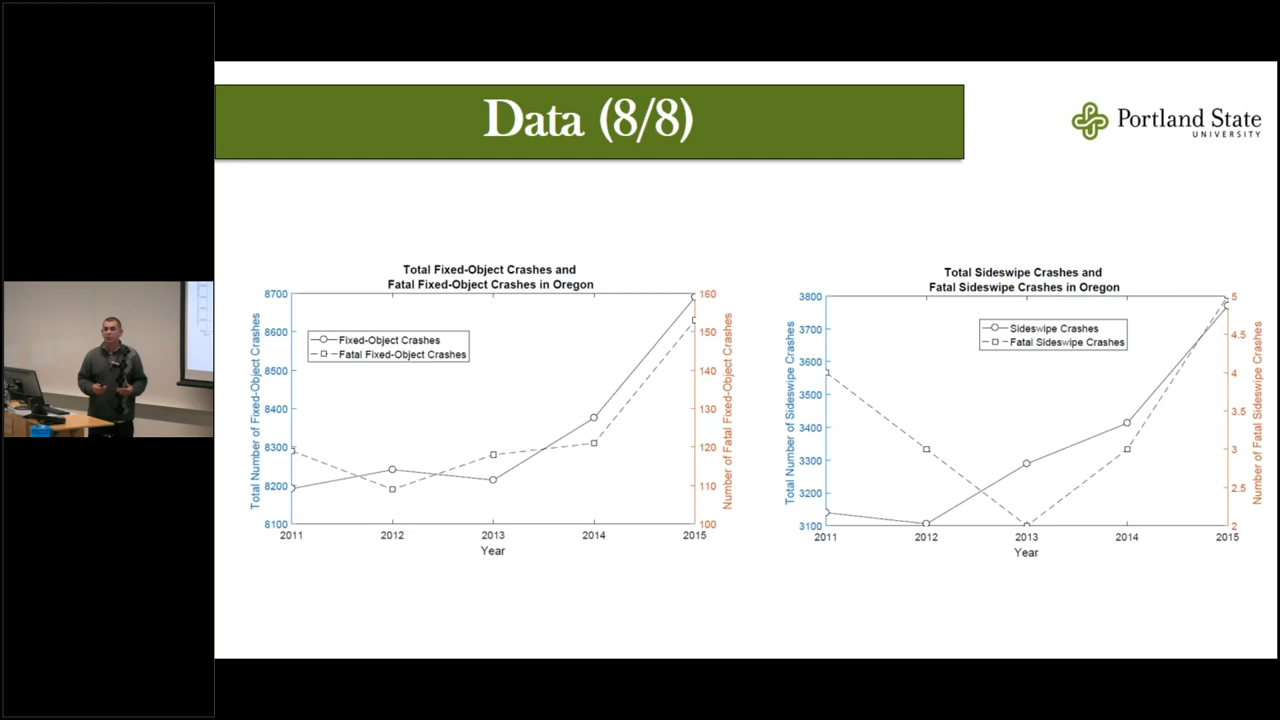 Data (8/8)
Portland State
UNIVERSITY
Total Fixed-Object Crashes and
Fatal Fixed-Object Crashes in Oregon
Total Number of Fixed-Object Crashes
8700
8600
8500
8400
8300
8200
8100
Fixed-Object Crashes
Fatal Fixed-Object Crashes
160
150
140
130
120
110
100
Number of Fatal Fixed-Object Crashes
2011 2012 2013 2014 2015
Year
Total Sideswipe Crashes and
Fatal Sideswipe Crashes in Oregon
Total Number of Sideswipe Crashes
3800
3700
3600
3500
3400
3300
3200
3100
Sideswipe Crashes
Fatal Sideswipe Crashes
5
4.5
4
3.5
3
2.5
2
Number of Fatal Sideswipe Crashes
2011 2012 2013 2014 2015
Year